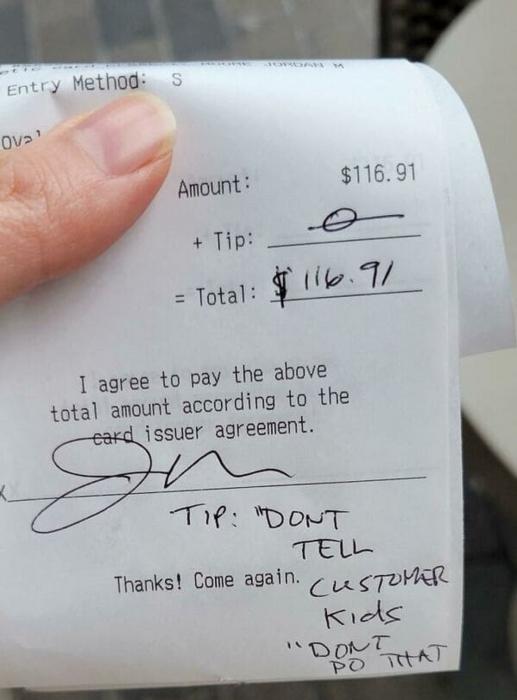 JORDAN M
Entry Method: S
Amount: $116.91
+ Tip: 0
= Total: $ 116.91
I agree to pay the above
total amount according to the
card issuer agreement.
X
TIP: "DONT
TELL
Thanks! Come again. CUSTOMER
Kids
"DONT
DO THAT